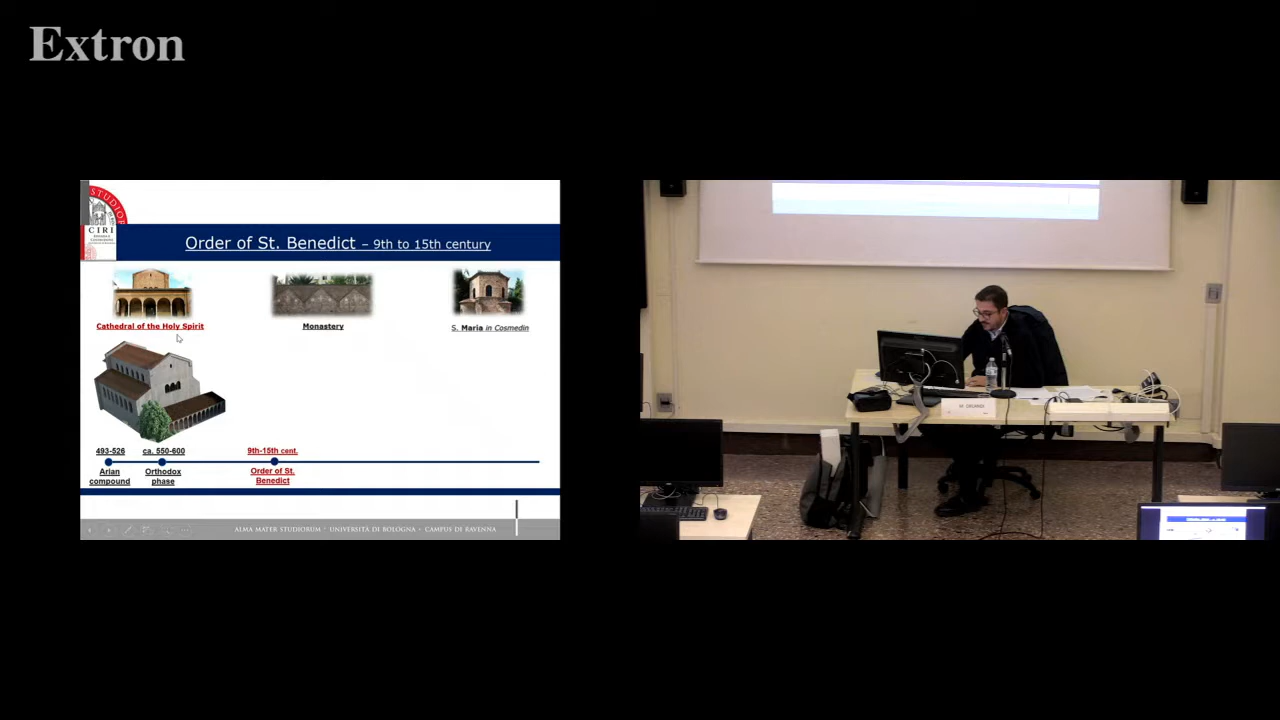 Extron
STUDIOR
CIRI
Order of St. Benedict – 9th to 15th century
Cathedral of the Holy Spirit
Monastery
S. Maria in Cosmedin
493-526
ca. 550-600
9th-15th cent.
Arian
compound
Orthodox
phase
Order of St.
Benedict
ALMA MATER STUDIORUM - UNIVERSITÀ DI BOLOGNA - CAMPUS DI RAVENNA